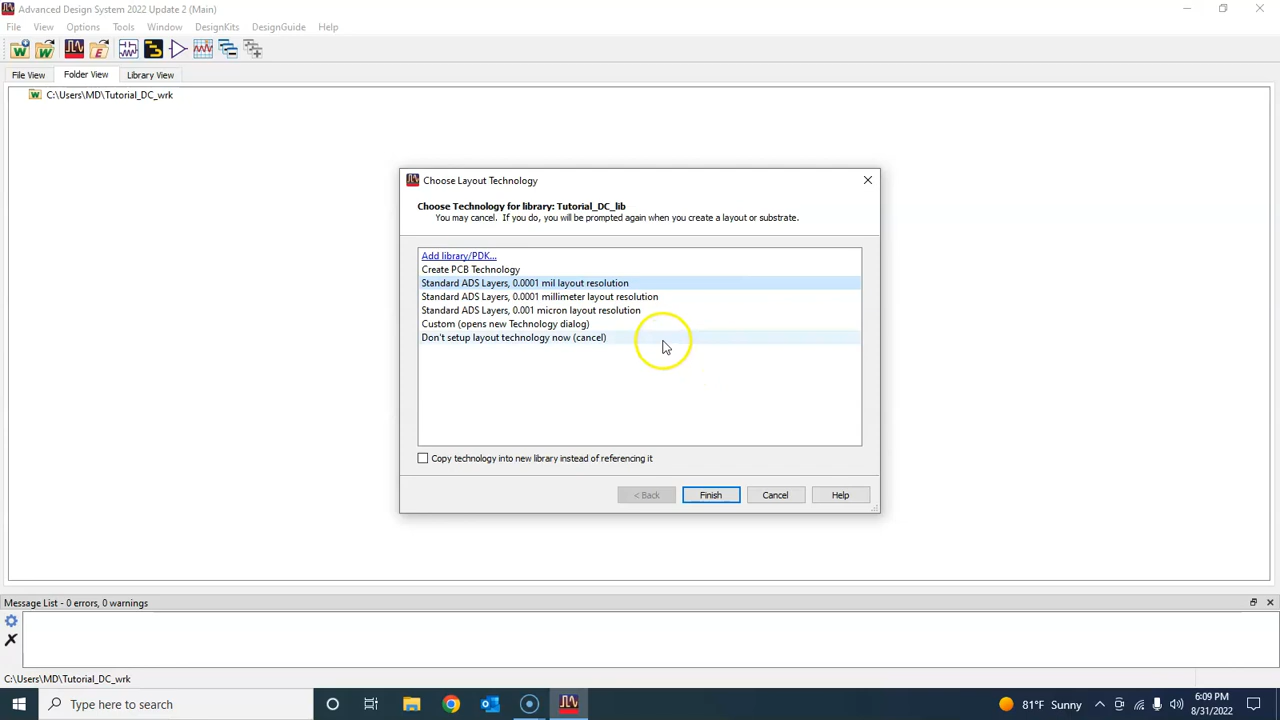 Advanced Design System 2022 Update 2 (Main)
File View Options Tools Window DesignKits DesignGuide Help
File View Folder View Library View
C:\Users\MD\Tutorial_DC_wrk
Choose Layout Technology
Choose Technology for library: Tutorial_DC_lib
You may cancel. If you do, you will be prompted again when you create a layout or substrate.
Add library/PDK...
Create PCB Technology
Standard ADS Layers, 0.0001 mil layout resolution
Standard ADS Layers, 0.0001 millimeter layout resolution
Standard ADS Layers, 0.001 micron layout resolution
Custom (opens new Technology dialog)
Don't setup layout technology now (cancel)
Copy technology into new library instead of referencing it
< Back Finish Cancel Help
Message List - 0 errors, 0 warnings
C:\Users\MD\Tutorial_DC_wrk
Type here to search
81°F Sunny
6:09 PM
8/31/2022